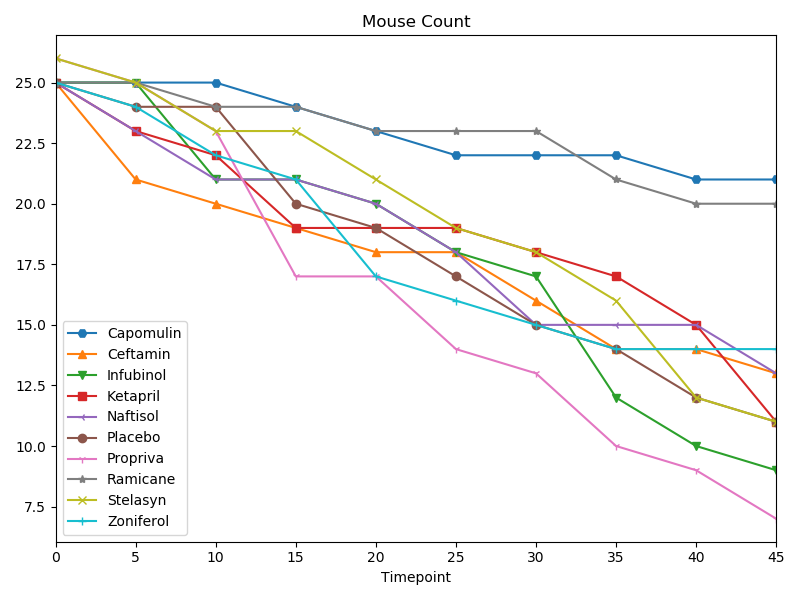 Mouse Count
25.0
22.5
20.0
17.5
15.0
12.5
10.0
7.5
Capomulin
Ceftamin
Infubinol
Ketapril
Naftisol
Placebo
Propriva
Ramicane
Stelasyn
Zoniferol
0 5 10 15 20 25 30 35 40 45
Timepoint